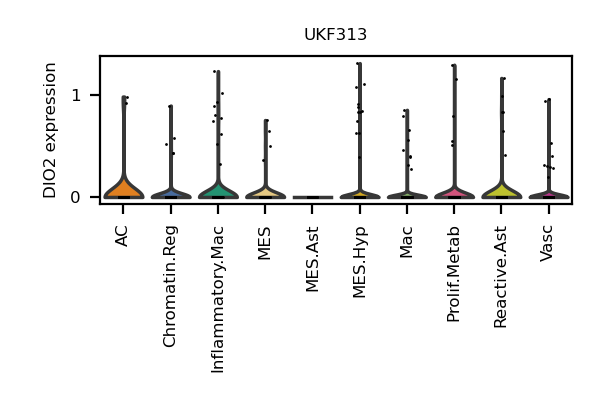 UKF313
DIO2 expression
1
0
AC
Chromatin.Reg
Inflammatory.Mac
MES
MES.Ast
MES.Hyp
Mac
Prolif.Metab
Reactive.Ast
Vasc